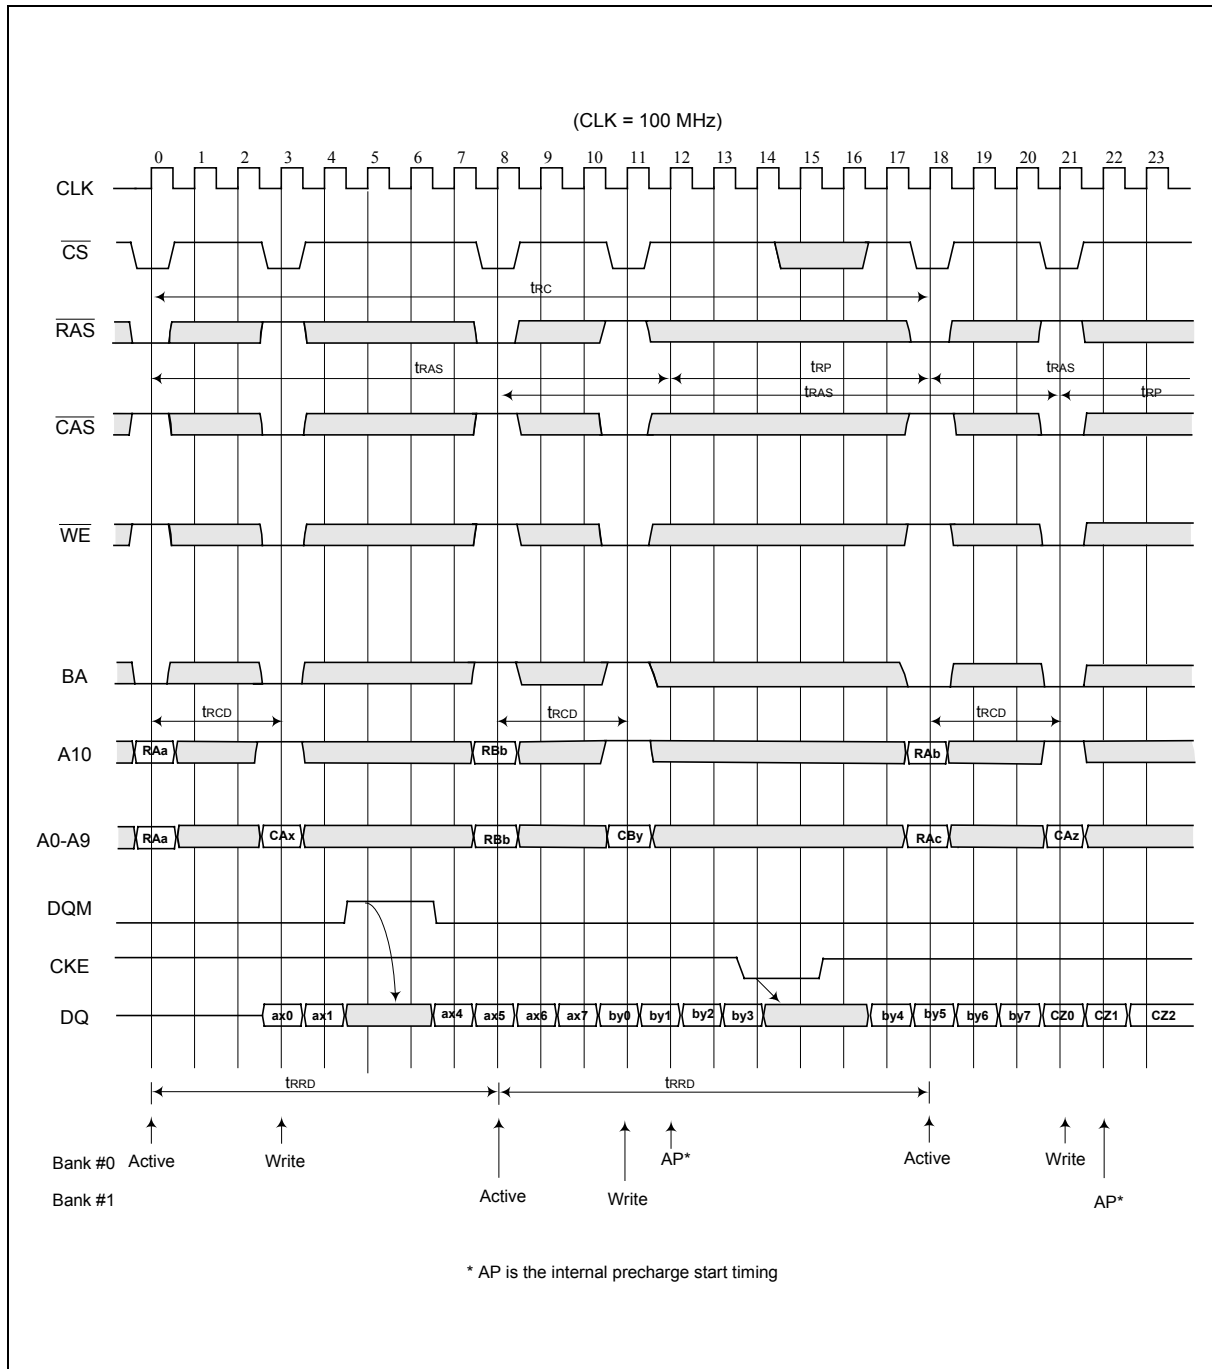 (CLK = 100 MHz)
0 1 2 3 4 5 6 7 8 9 10 11 12 13 14 15 16 17 18 19 20 21 22 23
CLK
CS
tRC
RAS
tRAS tRP tRAS
tRAS tRP
CAS
WE
BA
tRCD tRCD tRCD
A10 RAa RBb RAb
A0-A9 RAa CAx RBb CBy RAc CAz
DQM
CKE
DQ ax0 ax1 ax4 ax5 ax6 ax7 by0 by1 by2 by3 by4 by5 by6 by7 CZ0 CZ1 CZ2
tRRD tRRD
Bank #0 Active Write AP* Active Write
Bank #1 Active Write AP*
* AP is the internal precharge start timing